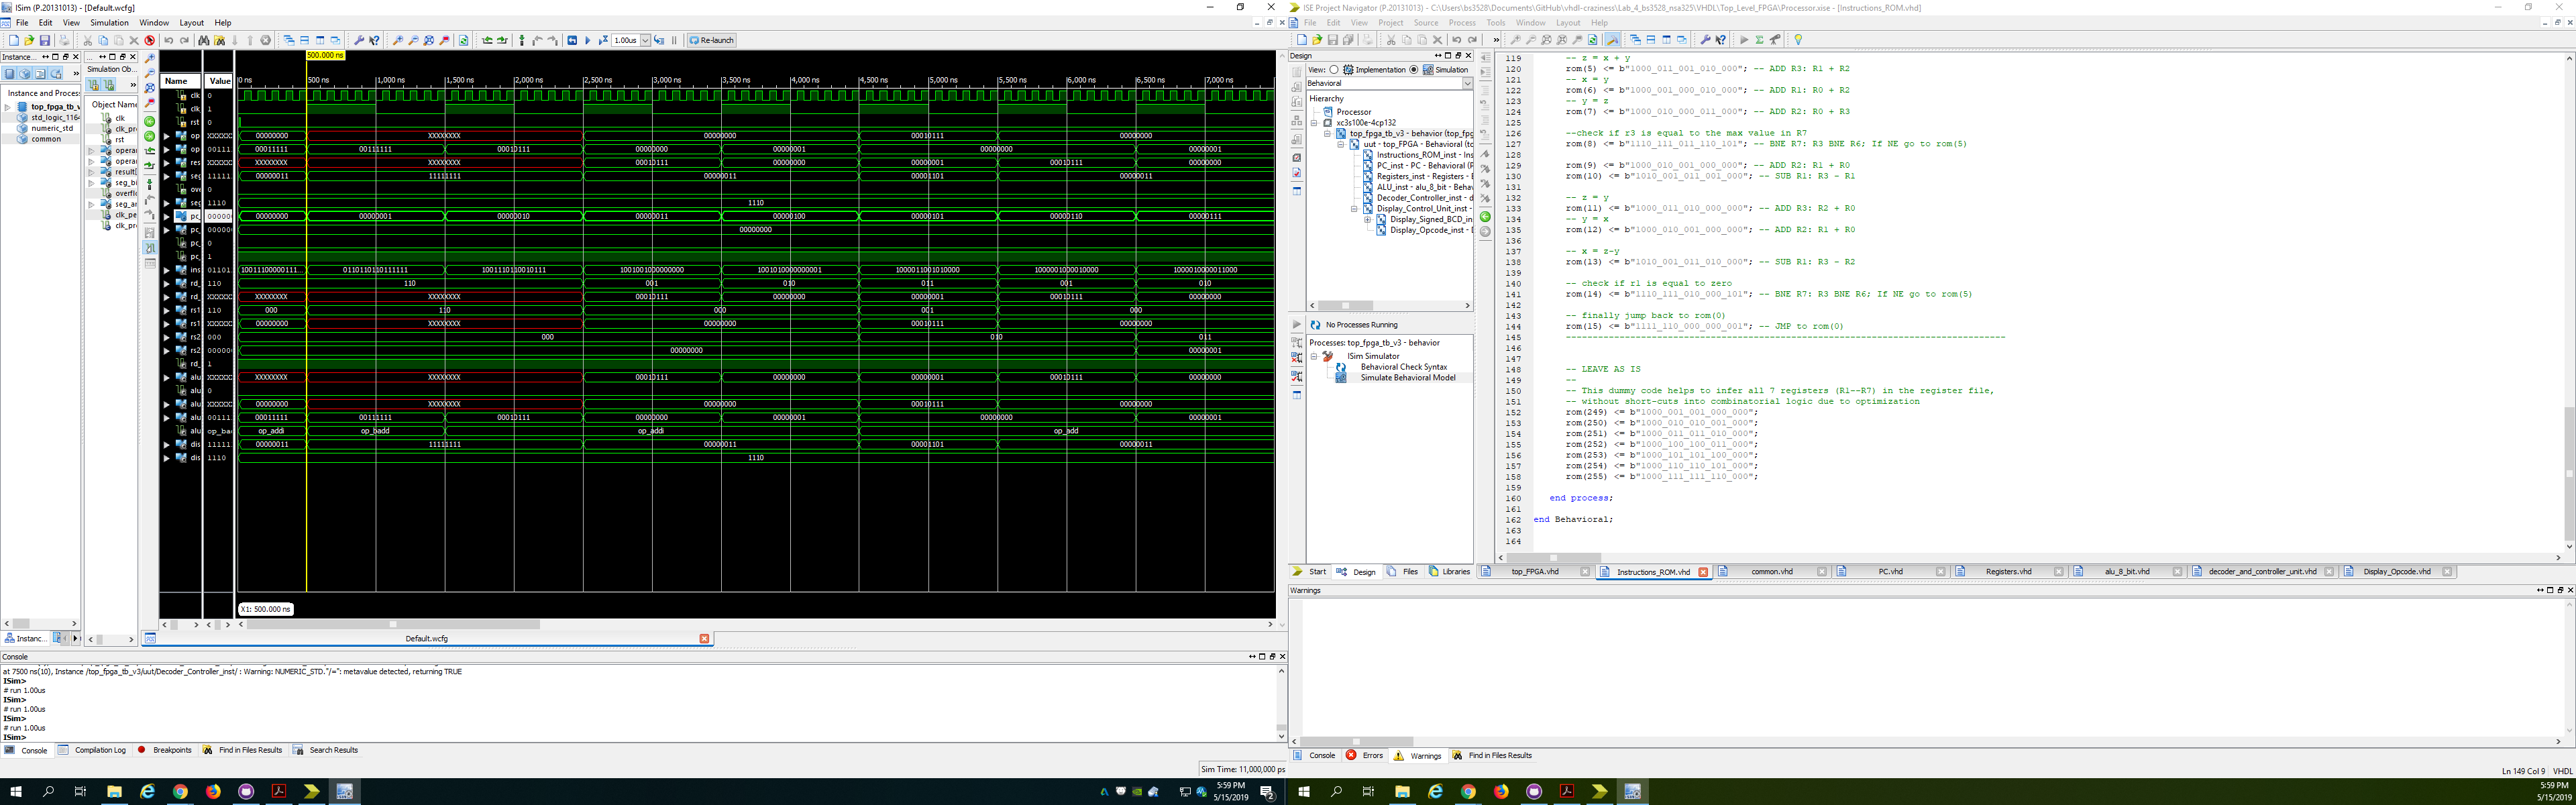 ISim (P.20131013) - [Default.wcfg]
File Edit View Simulation Window Layout Help
1.00us Re-launch
Instance...
Simulation Ob...
Instance and Process
top_fpga_tb_v
std_logic_1164
numeric_std
common
Object Name
clk
clk_pr
rst
opera
opera
result[
seg_bi
overflo
seg_ar
clk_pe
clk_pr
Name Value
500.000 ns
0 ns 500 ns 1,000 ns 1,500 ns 2,000 ns 2,500 ns 3,000 ns 3,500 ns 4,000 ns 4,500 ns 5,000 ns 5,500 ns 6,000 ns 6,500 ns 7,000 ns
clk 0
clk 1
rst 0
op XXXXXX 00000000 XXXXXXXX 00000000 00010111 00000000
op 00111 00011111 00111111 00010111 00000000 00000001 00000000 00000001
res XXXXXX XXXXXXXX XXXXXXXX 00010111 00000000 00000001 00010111 00000000
seg 11111 00000011 11111111 00000011 00001101 00000011
ove 0
seg 1110 1110
pc_ 000000 00000000 00000001 00000010 00000011 00000100 00000101 00000110 00000111
pc_ 000000 00000000
pc_ 0
pc_ 1
ins 01101 10011100000111... 0110110110111111 1001110110010111 1001001000000000 1001010000000001 1000011001010000 1000001000010000 1000010000011000
rd_ 110 110 001 010 011 001 010
rd_ XXXXXX XXXXXXXX XXXXXXXX 00010111 00000000 00000001 00010111 00000000
rs1 110 000 110 000 001 000
rs1 XXXXXX 00000000 XXXXXXXX 00000000 00010111 00000000
rs2 000 000 010 011
rs2 000000 00000000 00000001
rd_ 1
alu XXXXXX XXXXXXXX XXXXXXXX 00010111 00000000 00000001 00010111 00000000
alu 0
alu XXXXXX 00000000 XXXXXXXX 00000000 00010111 00000000
alu 00111 00011111 00111111 00010111 00000000 00000001 00000000 00000001
alu op_ba op_addi op_badd op_addi op_add
dis 11111 00000011 11111111 00000011 00001101 00000011
dis 1110 1110
X1: 500.000 ns
Instanc...
Default.wcfg
Console
at 7500 ns(10), Instance /top_fpga_tb_v3/uut/Decoder_Controller_inst/ : Warning: NUMERIC_STD."/=": metavalue detected, returning TRUE
ISim>
# run 1.00us
ISim>
# run 1.00us
ISim>
# run 1.00us
ISim>
Console Compilation Log Breakpoints Find in Files Results Search Results
Sim Time: 11,000,000 ps
5:59 PM
5/15/2019
ISE Project Navigator (P.20131013) - C:\Users\bs3528\Documents\GitHub\vhdl-craziness\Lab_4_bs3528_nsa325\VHDL\Top_Level_FPGA\Processor.xise - [Instructions_ROM.vhd]
File Edit View Project Source Process Tools Window Layout Help
Design
View: Implementation Simulation
Behavioral
Hierarchy
Processor
xc3s100e-4cp132
top_fpga_tb_v3 - behavior (top_fpg
uut - top_FPGA - Behavioral (to
Instructions_ROM_inst - Ins
PC_inst - PC - Behavioral (P
Registers_inst - Registers - B
ALU_inst - alu_8_bit - Behav
Decoder_Controller_inst - d
Display_Control_Unit_inst -
Display_Signed_BCD_in
Display_Opcode_inst - D
No Processes Running
Processes: top_fpga_tb_v3 - behavior
ISim Simulator
Behavioral Check Syntax
Simulate Behavioral Model
Start Design Files Libraries
119 -- z = x + y
120 rom(5) <= b"1000_011_001_010_000"; -- ADD R3: R1 + R2
121 -- x = y
122 rom(6) <= b"1000_001_000_010_000"; -- ADD R1: R0 + R2
123 -- y = z
124 rom(7) <= b"1000_010_000_011_000"; -- ADD R2: R0 + R3
125
126 --check if r3 is equal to the max value in R7
127 rom(8) <= b"1110_111_011_110_101"; -- BNE R7: R3 BNE R6; If NE go to rom(5)
128
129 rom(9) <= b"1000_010_001_000_000"; -- ADD R2: R1 + R0
130 rom(10) <= b"1010_001_011_001_000"; -- SUB R1: R3 - R1
131
132 -- z = y
133 rom(11) <= b"1000_011_010_000_000"; -- ADD R3: R2 + R0
134 -- y = x
135 rom(12) <= b"1000_010_001_000_000"; -- ADD R2: R1 + R0
136
137 -- x = z-y
138 rom(13) <= b"1010_001_011_010_000"; -- SUB R1: R3 - R2
139
140 -- check if r1 is equal to zero
141 rom(14) <= b"1110_111_010_000_101"; -- BNE R7: R3 BNE R6; If NE go to rom(5)
142
143 -- finally jump back to rom(0)
144 rom(15) <= b"1111_110_000_000_001"; -- JMP to rom(0)
145 ----------------------------------------------------------------------------------
146
147
148 -- LEAVE AS IS
149 --
150 -- This dummy code helps to infer all 7 registers (R1--R7) in the register file,
151 -- without short-cuts into combinatorial logic due to optimization
152 rom(249) <= b"1000_001_001_000_000";
153 rom(250) <= b"1000_010_010_001_000";
154 rom(251) <= b"1000_011_011_010_000";
155 rom(252) <= b"1000_100_100_011_000";
156 rom(253) <= b"1000_101_101_100_000";
157 rom(254) <= b"1000_110_110_101_000";
158 rom(255) <= b"1000_111_111_110_000";
159
160 end process;
161
162 end Behavioral;
163
164
top_FPGA.vhd Instructions_ROM.vhd common.vhd PC.vhd Registers.vhd alu_8_bit.vhd decoder_and_controller_unit.vhd Display_Opcode.vhd
Warnings
Console Errors Warnings Find in Files Results
Ln 149 Col 9 VHDL
5:59 PM
5/15/2019